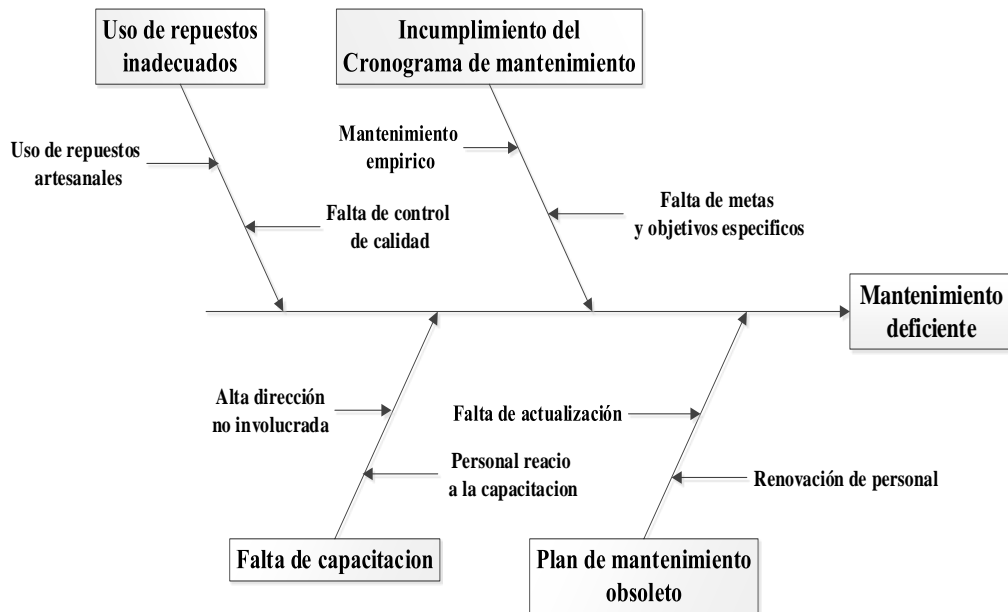 Uso de repuestos
inadecuados
Incumplimiento del
Cronograma de mantenimiento
Uso de repuestos
artesanales
Mantenimiento
empirico
Falta de control
de calidad
Falta de metas
y objetivos especificos
Mantenimiento
deficiente
Alta dirección
no involucrada
Falta de actualización
Personal reacio
a la capacitacion
Renovación de personal
Falta de capacitacion
Plan de mantenimiento
obsoleto